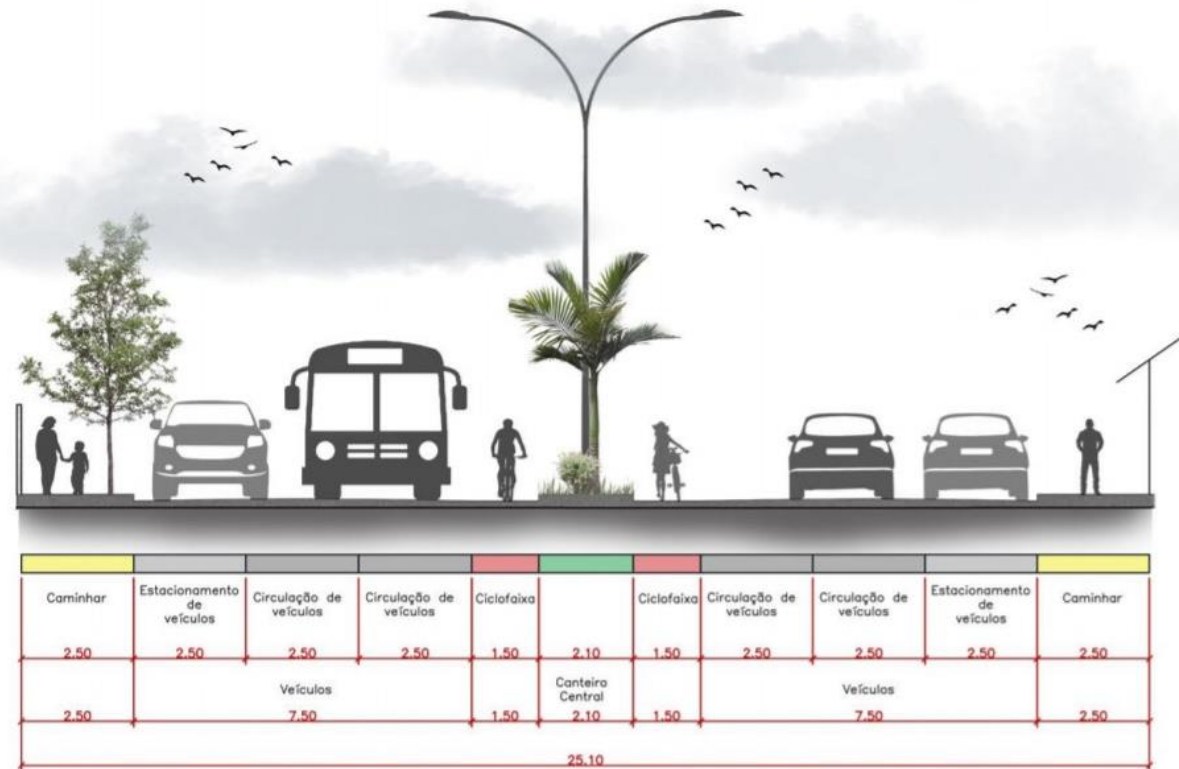 Caminhar
Estacionamento
de
veículos
Circulação de
veículos
Circulação de
veículos
Ciclofaixa
Ciclofaixa
Circulação de
veículos
Circulação de
veículos
Estacionamento
de
veículos
Caminhar
2.50 2.50 2.50 2.50 1.50 2.10 1.50 2.50 2.50 2.50 2.50
Veículos
Canteiro
Central
Veículos
2.50 7.50 1.50 2.10 1.50 7.50 2.50
25.10